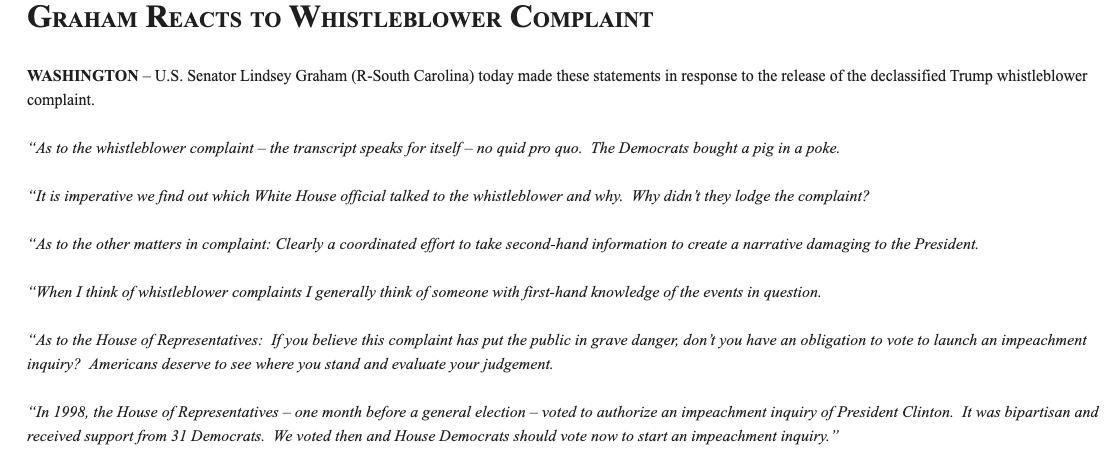 GRAHAM REACTS TO WHISTLEBLOWER COMPLAINT
WASHINGTON – U.S. Senator Lindsey Graham (R-South Carolina) today made these statements in response to the release of the declassified Trump whistleblower
complaint.
“As to the whistleblower complaint – the transcript speaks for itself – no quid pro quo.  The Democrats bought a pig in a poke.
“It is imperative we find out which White House official talked to the whistleblower and why.  Why didn’t they lodge the complaint?
“As to the other matters in complaint: Clearly a coordinated effort to take second-hand information to create a narrative damaging to the President.
“When I think of whistleblower complaints I generally think of someone with first-hand knowledge of the events in question.
“As to the House of Representatives:  If you believe this complaint has put the public in grave danger, don’t you have an obligation to vote to launch an impeachment
inquiry?  Americans deserve to see where you stand and evaluate your judgement.
“In 1998, the House of Representatives – one month before a general election – voted to authorize an impeachment inquiry of President Clinton.  It was bipartisan and
received support from 31 Democrats.  We voted then and House Democrats should vote now to start an impeachment inquiry.”